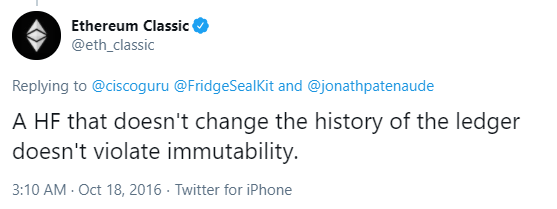 Ethereum Classic
@eth_classic
Replying to @ciscoguru @FridgeSealKit and @jonathpatenaude
A HF that doesn't change the history of the ledger
doesn't violate immutability.
3:10 AM · Oct 18, 2016 · Twitter for iPhone